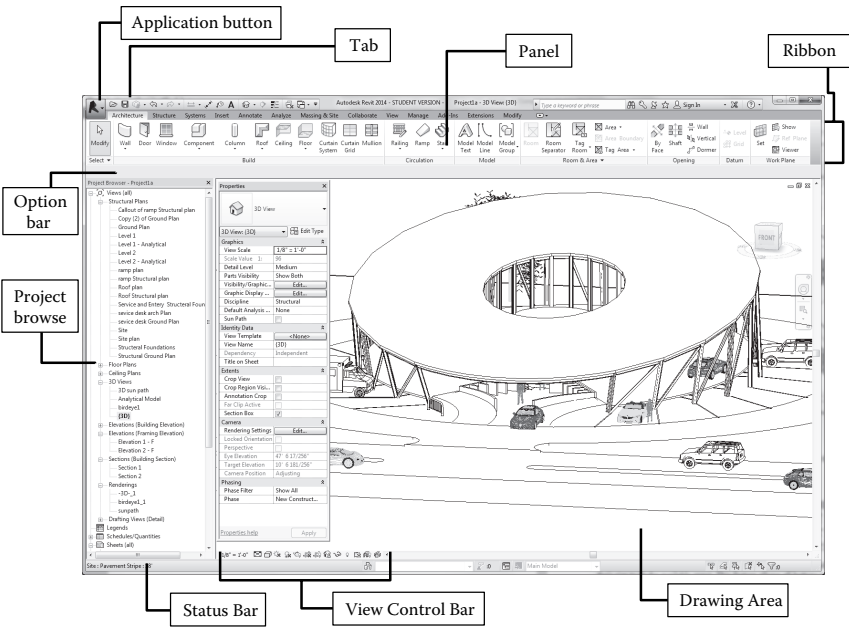 Application button
Tab
Panel
Ribbon
Autodesk Revit 2014 - STUDENT VERSION - Project1a - 3D View: {3D}
Type a keyword or phrase
Sign In
Architecture Structure Systems Insert Annotate Analyze Massing & Site Collaborate View Manage Add-Ins Extensions Modify
Modify Wall Door Window Component Column Roof Ceiling Floor Curtain System Curtain Grid Mullion Railing Ramp Stair Model Text Model Line Model Group Room Room Separator Tag Room
Area
Area Boundary
Tag Area
By Face Shaft
Wall
Vertical
Dormer
Level
Grid
Set
Show
Ref Plane
Viewer
Select Build Circulation Model Room & Area Opening Datum Work Plane
Option bar
Project browse
Project Browser - Project1a
Views (all)
Structural Plans
Callout of ramp Structural plan
Copy (2) of Ground Plan
Ground Plan
Level 1
Level 1 - Analytical
Level 2
Level 2 - Analytical
ramp plan
ramp Structural plan
Roof plan
Roof Structural plan
Service and Entery Structeral Foun
sevice desk arch Plan
sevice desk Ground Plan
Site
Site plan
Structeral Foundations
Structural Ground Plan
Floor Plans
Ceiling Plans
3D Views
3D sun path
Analytical Model
birdeye1
{3D}
Elevations (Building Elevation)
Elevations (Framing Elevation)
Elevation 1 - F
Elevation 2 - F
Sections (Building Section)
Section 1
Section 2
Renderings
-3D-_1
birdeye1_1
sunpath
Drafting Views (Detail)
Legends
Schedules/Quantities
Sheets (all)
Properties
3D View
3D View: {3D} Edit Type
Graphics
View Scale 1/8" = 1'-0"
Scale Value 1: 96
Detail Level Medium
Parts Visibility Show Both
Visibility/Graphic... Edit...
Graphic Display ... Edit...
Discipline Structural
Default Analysis ... None
Sun Path
Identity Data
View Template <None>
View Name {3D}
Dependency Independent
Title on Sheet
Extents
Crop View
Crop Region Visi...
Annotation Crop
Far Clip Active
Section Box
Camera
Rendering Settings Edit...
Locked Orientation
Perspective
Eye Elevation 47' 6 17/256"
Target Elevation 10' 6 181/256"
Camera Position Adjusting
Phasing
Phase Filter Show All
Phase New Construct...
Properties help Apply
FRONT
1/8" = 1'-0"
:0
Main Model
:0
Status Bar
View Control Bar
Drawing Area